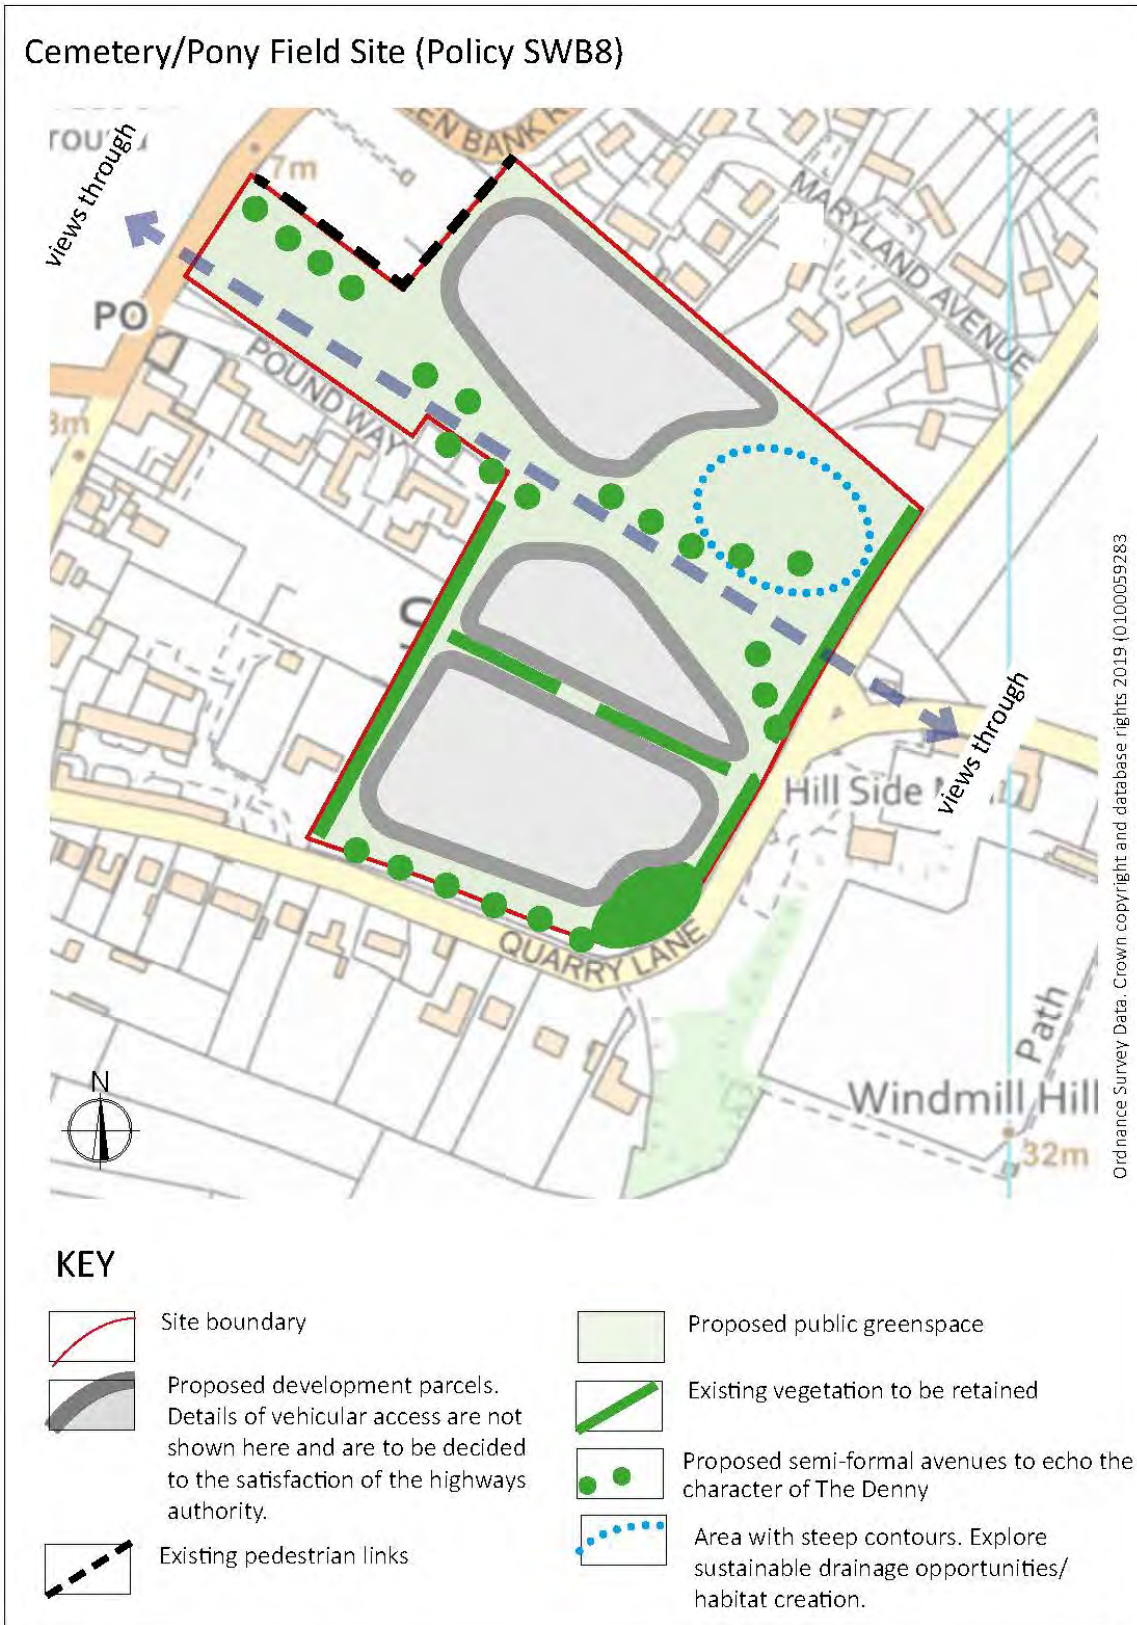 Cemetery/Pony Field Site (Policy SWB8)
views through
7m
MARYLAND AVENUE
PO
POUND WAY
3m
Hill Side
views through
QUARRY LANE
Path
Windmill Hill
32m
N
Ordnance Survey Data. Crown copyright and database rights 2019 (0100059283
KEY
Site boundary
Proposed development parcels.
Details of vehicular access are not
shown here and are to be decided
to the satisfaction of the highways
authority.
Existing pedestrian links
Proposed public greenspace
Existing vegetation to be retained
Proposed semi-formal avenues to echo the
character of The Denny
Area with steep contours. Explore
sustainable drainage opportunities/
habitat creation.